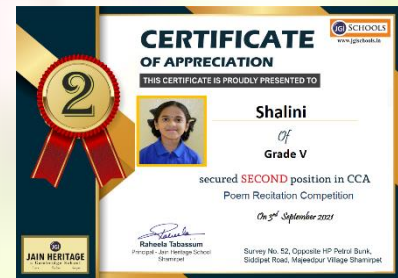 CERTIFICATE
OF APPRECIATION
THIS CERTIFICATE IS PROUDLY PRESENTED TO
JGI SCHOOLS
www.jgischools.in
2
Shalini
Of
Grade V
secured SECOND position in CCA
Poem Recitation Competition
On 3rd September 2021
Raheela Tabassum
Principal - Jain Heritage School
Shamirpet
Survey No. 52, Opposite HP Petrol Bunk,
Siddipet Road, Majeedpur Village Shamirpet
JGI
JAIN HERITAGE